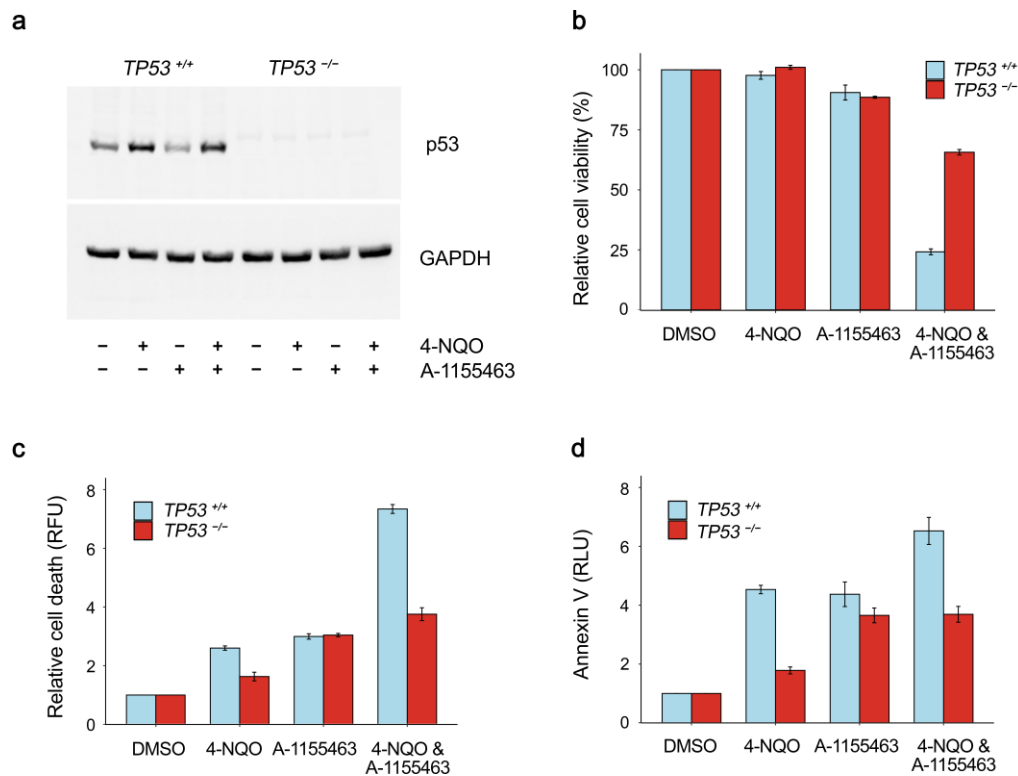 a
TP53 +/+ TP53 −/−
p53
GAPDH
− + − + − + − + 4-NQO
− − + + − − + + A-1155463
b
Relative cell viability (%)
100
75
50
25
0
TP53 +/+
TP53 −/−
DMSO 4-NQO A-1155463 4-NQO &
A-1155463
c
Relative cell death (RFU)
8
6
4
2
0
TP53 +/+
TP53 −/−
DMSO 4-NQO A-1155463 4-NQO &
A-1155463
d
Annexin V (RLU)
8
6
4
2
0
TP53 +/+
TP53 −/−
DMSO 4-NQO A-1155463 4-NQO &
A-1155463